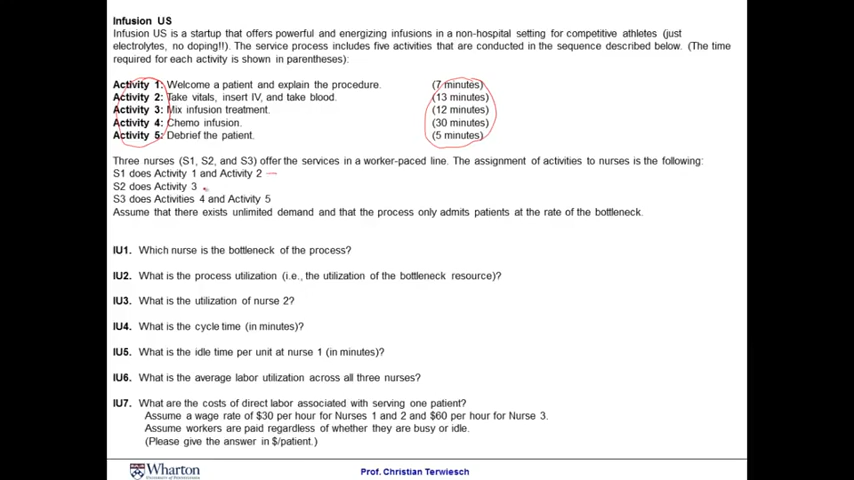 Infusion US
Infusion US is a startup that offers powerful and energizing infusions in a non-hospital setting for competitive athletes (just
electrolytes, no doping!!). The service process includes five activities that are conducted in the sequence described below. (The time
required for each activity is shown in parentheses):
Activity 1: Welcome a patient and explain the procedure. (7 minutes)
Activity 2: Take vitals, insert IV, and take blood. (13 minutes)
Activity 3: Mix infusion treatment. (12 minutes)
Activity 4: Chemo infusion. (30 minutes)
Activity 5: Debrief the patient. (5 minutes)
Three nurses (S1, S2, and S3) offer the services in a worker-paced line. The assignment of activities to nurses is the following:
S1 does Activity 1 and Activity 2
S2 does Activity 3
S3 does Activities 4 and Activity 5
Assume that there exists unlimited demand and that the process only admits patients at the rate of the bottleneck.
IU1. Which nurse is the bottleneck of the process?
IU2. What is the process utilization (i.e., the utilization of the bottleneck resource)?
IU3. What is the utilization of nurse 2?
IU4. What is the cycle time (in minutes)?
IU5. What is the idle time per unit at nurse 1 (in minutes)?
IU6. What is the average labor utilization across all three nurses?
IU7. What are the costs of direct labor associated with serving one patient?
Assume a wage rate of $30 per hour for Nurses 1 and 2 and $60 per hour for Nurse 3.
Assume workers are paid regardless of whether they are busy or idle.
(Please give the answer in $/patient.)
Wharton
University of Pennsylvania
Prof. Christian Terwiesch